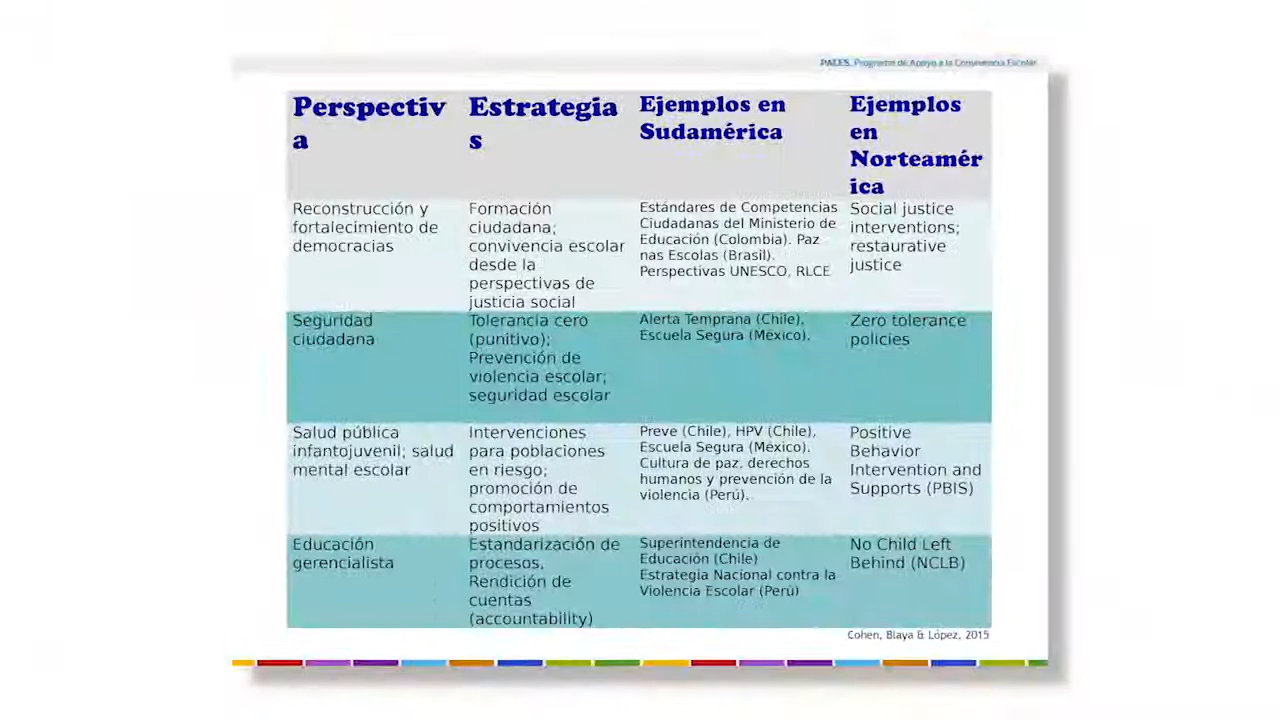 PACES, Programa de Apoyo a la Convivencia Escolar
Perspectiv
a
Estrategia
s
Ejemplos en
Sudamérica
Ejemplos
en
Norteamér
ica
Reconstrucción y
fortalecimiento de
democracias
Formación
ciudadana;
convivencia escolar
desde la
perspectivas de
justicia social
Estándares de Competencias
Ciudadanas del Ministerio de
Educación (Colombia). Paz
nas Escolas (Brasil).
Perspectivas UNESCO, RLCE
Social justice
interventions;
restaurative
justice
Seguridad
ciudadana
Tolerancia cero
(punitivo);
Prevención de
violencia escolar;
seguridad escolar
Alerta Temprana (Chile),
Escuela Segura (México).
Zero tolerance
policies
Salud pública
infantojuvenil; salud
mental escolar
Intervenciones
para poblaciones
en riesgo;
promoción de
comportamientos
positivos
Preve (Chile), HPV (Chile),
Escuela Segura (México).
Cultura de paz, derechos
humanos y prevención de la
violencia (Perú).
Positive
Behavior
Intervention and
Supports (PBIS)
Educación
gerencialista
Estandarización de
procesos,
Rendición de
cuentas
(accountability)
Superintendencia de
Educación (Chile)
Estrategia Nacional contra la
Violencia Escolar (Perú)
No Child Left
Behind (NCLB)
Cohen, Blaya & López, 2015